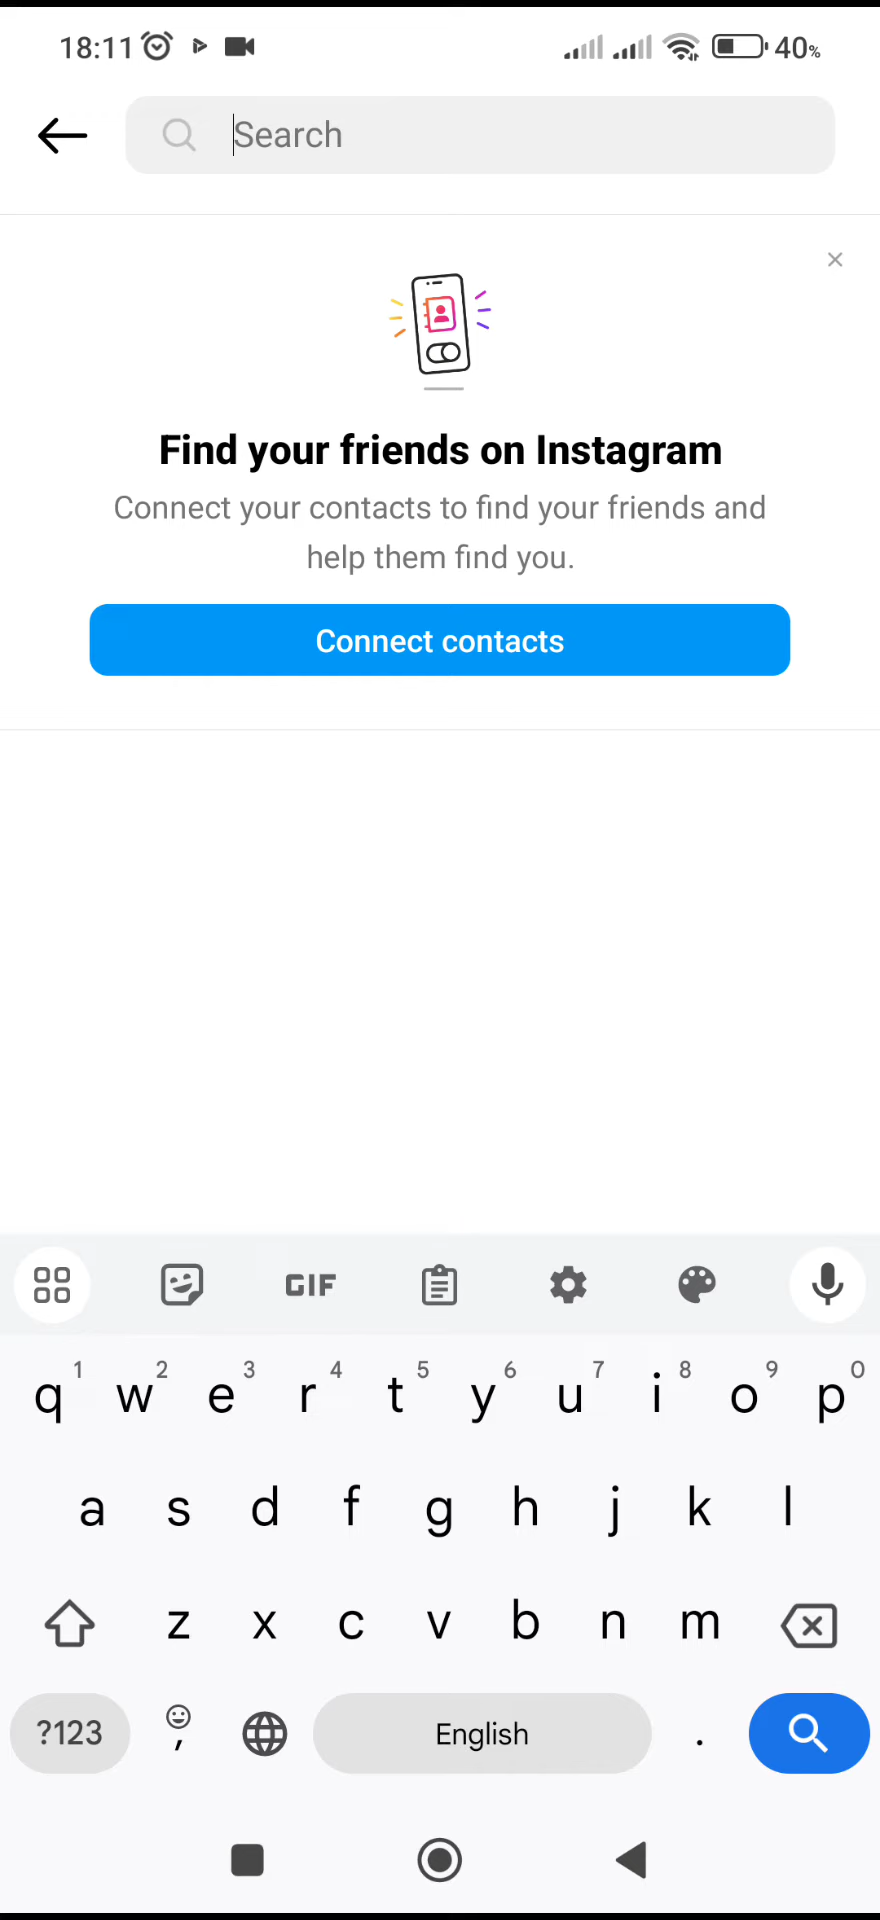 18:11 40%
Search
Find your friends on Instagram
Connect your contacts to find your friends and
help them find you.
Connect contacts
GIF
1 2 3 4 5 6 7 8 9 0
q w e r t y u i o p
a s d f g h j k l
z x c v b n m
?123 , English .